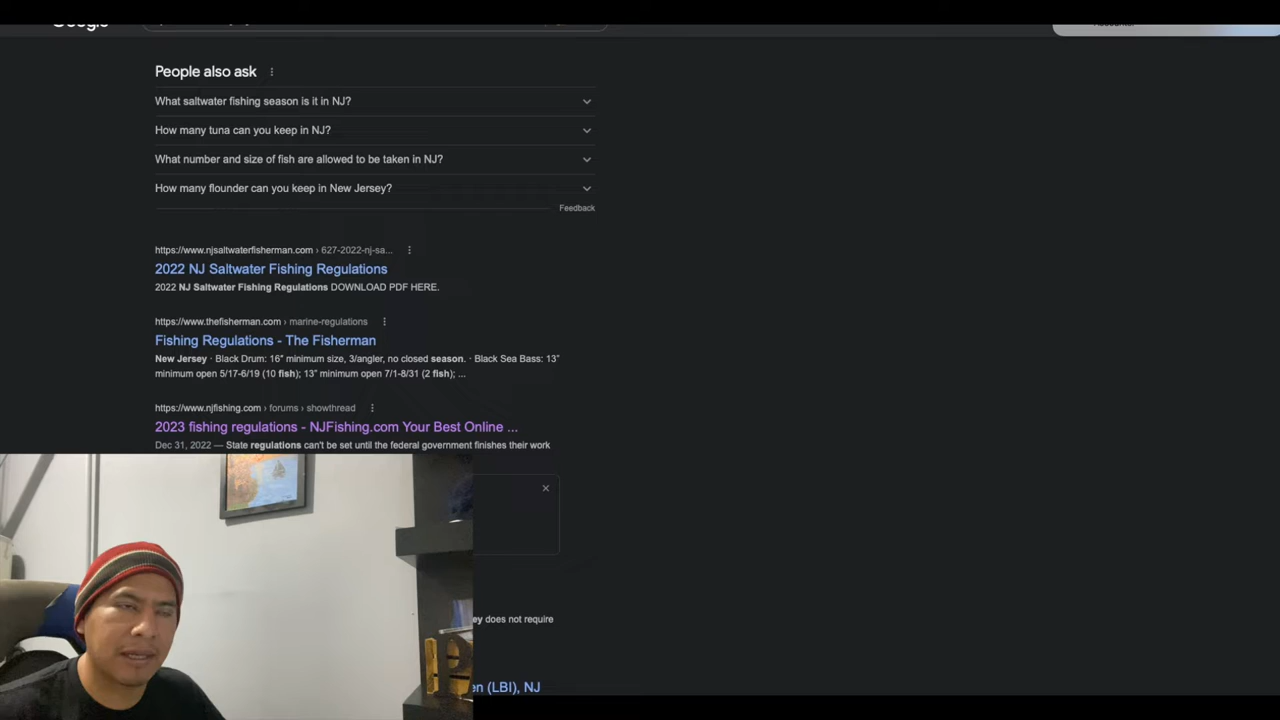 Google
People also ask
What saltwater fishing season is it in NJ?
How many tuna can you keep in NJ?
What number and size of fish are allowed to be taken in NJ?
How many flounder can you keep in New Jersey?
Feedback
https://www.njsaltwaterfisherman.com › 627-2022-nj-sa...
2022 NJ Saltwater Fishing Regulations
2022 NJ Saltwater Fishing Regulations DOWNLOAD PDF HERE.
https://www.thefisherman.com › marine-regulations
Fishing Regulations - The Fisherman
New Jersey · Black Drum: 16″ minimum size, 3/angler, no closed season. · Black Sea Bass: 13″
minimum open 5/17-6/19 (10 fish); 13″ minimum open 7/1-8/31 (2 fish); ...
https://www.njfishing.com › forums › showthread
2023 fishing regulations - NJFishing.com Your Best Online ...
Dec 31, 2022 — State regulations can't be set until the federal government finishes their work
ey does not require
en (LBI), NJ